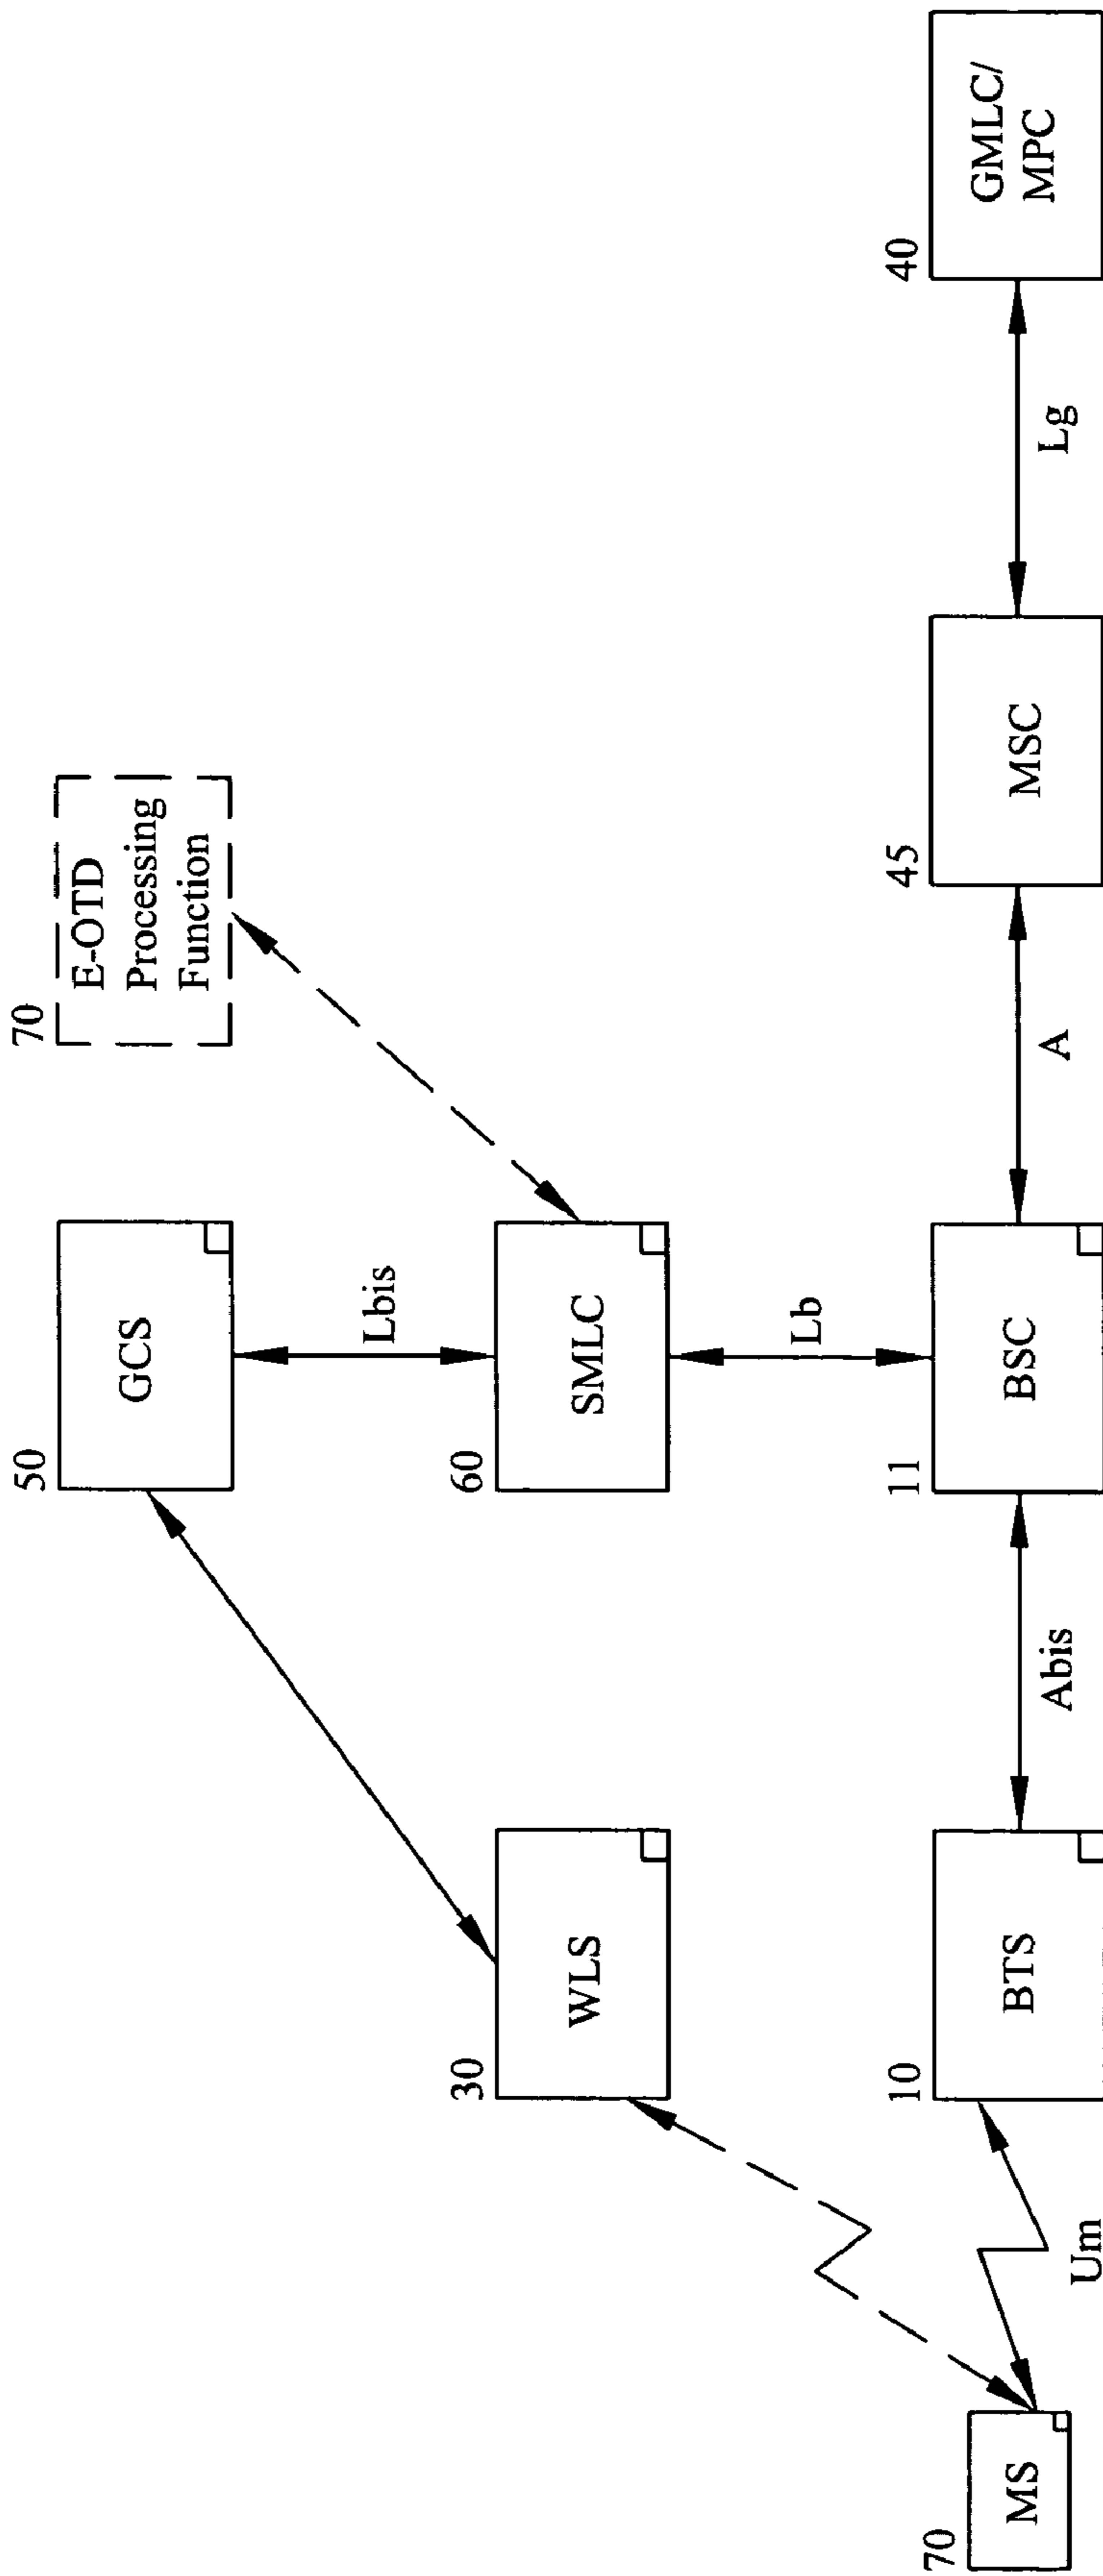 70
E-OTD
Processing
Function
50
GCS
Lbis
30
WLS
60
SMLC
Lb
70
MS
Um
10
BTS
Abis
11
BSC
A
45
MSC
Lg
40
GMLC/
MPC